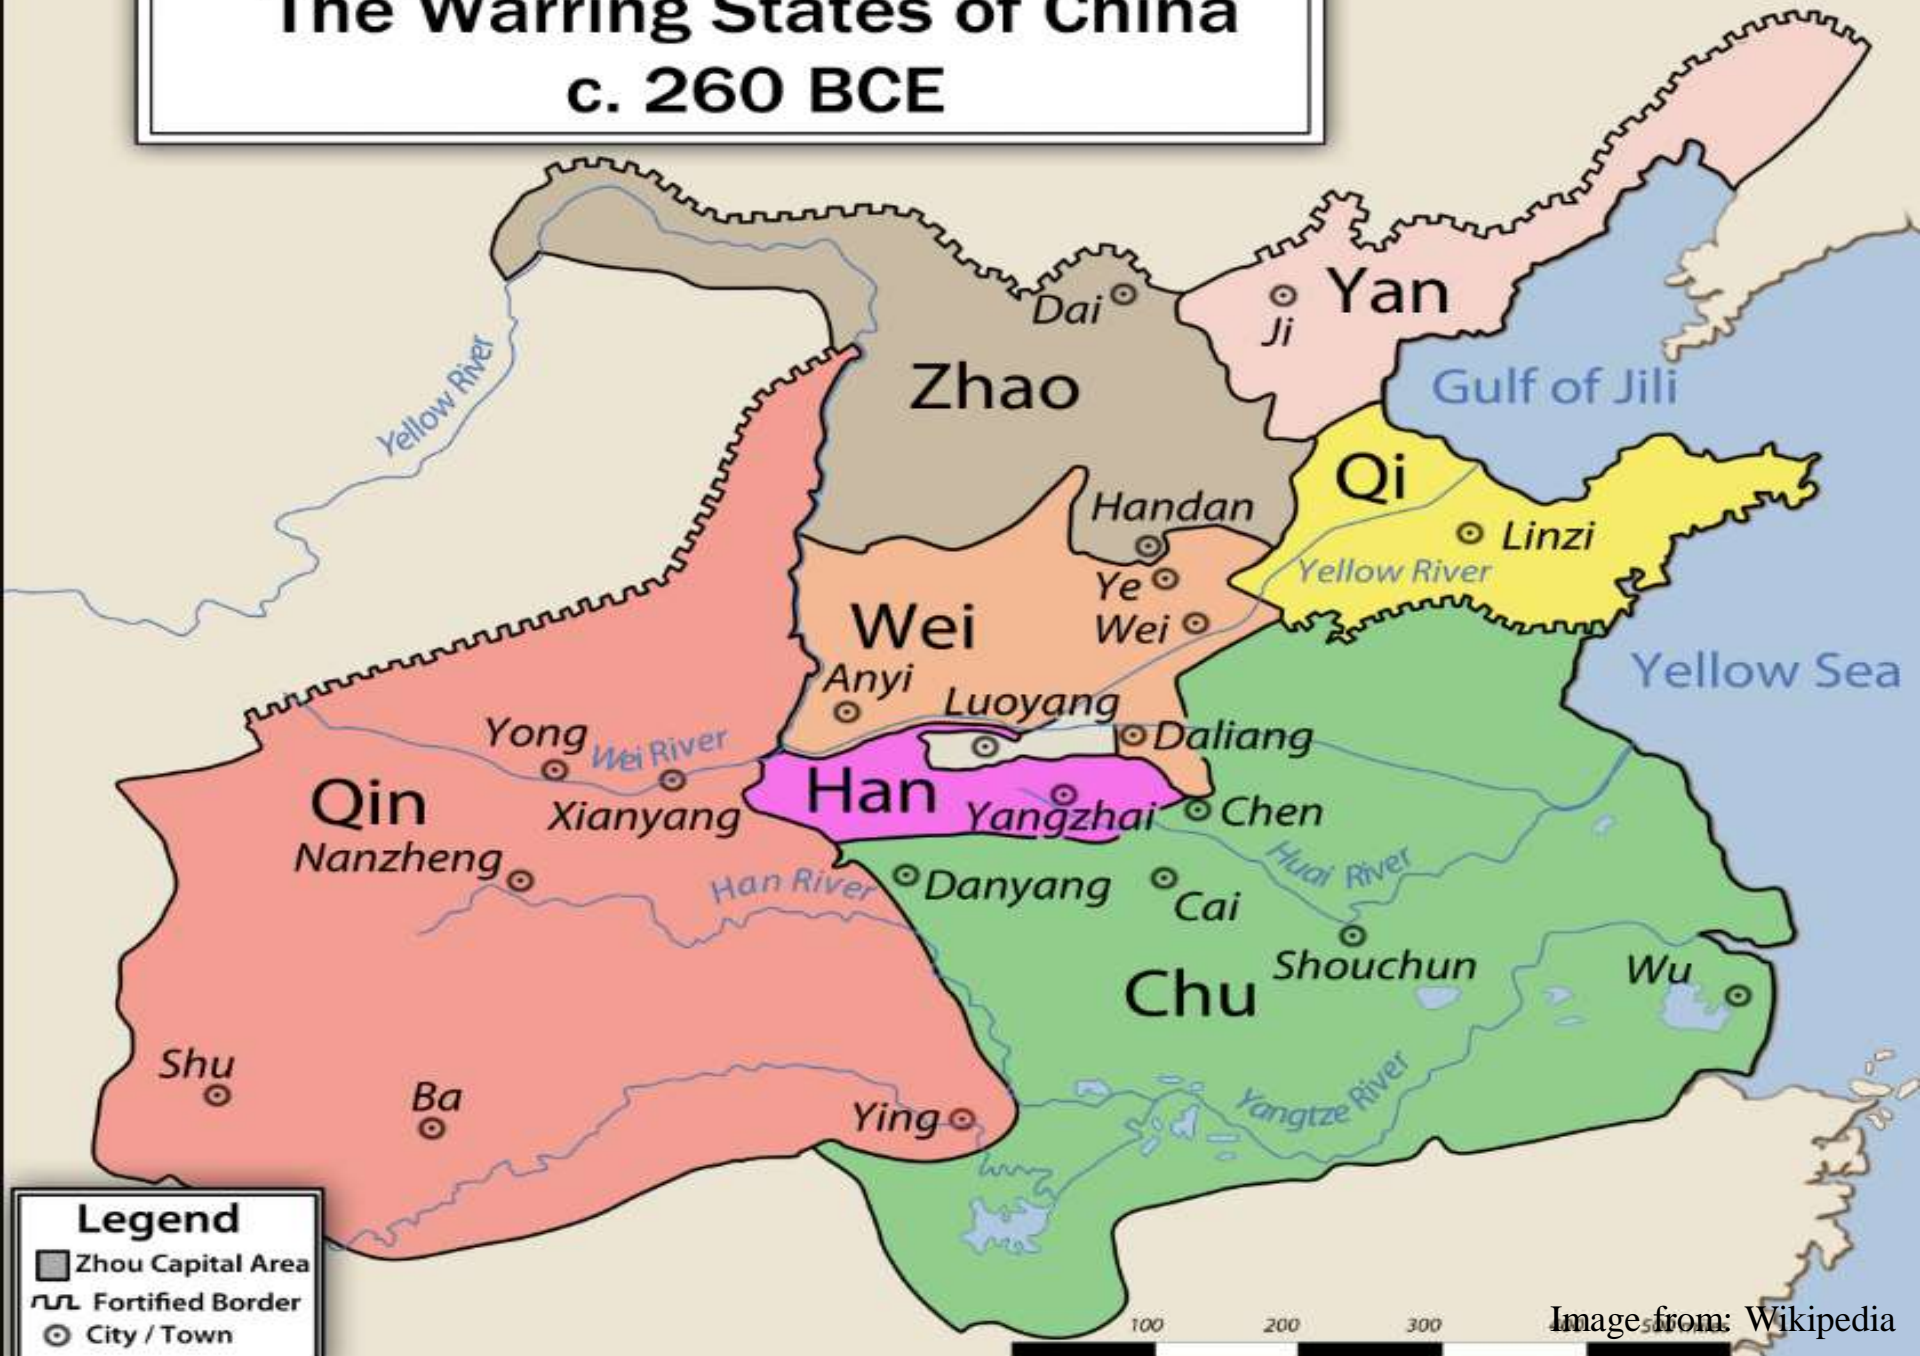 The Warring States of China
c. 260 BCE
Dai
Ji
Yan
Zhao
Yellow River
Gulf of Jili
Qi
Handan
Linzi
Yellow River
Ye
Wei
Wei
Anyi
Luoyang
Yellow Sea
Yong
Wei River
Daliang
Qin
Xianyang
Han
Yangzhai
Chen
Nanzheng
Han River
Danyang
Cai
Huai River
Shouchun
Chu
Wu
Shu
Ba
Ying
Yangtze River
Legend
Zhou Capital Area
Fortified Border
City / Town
100 200 300
Image from: Wikipedia